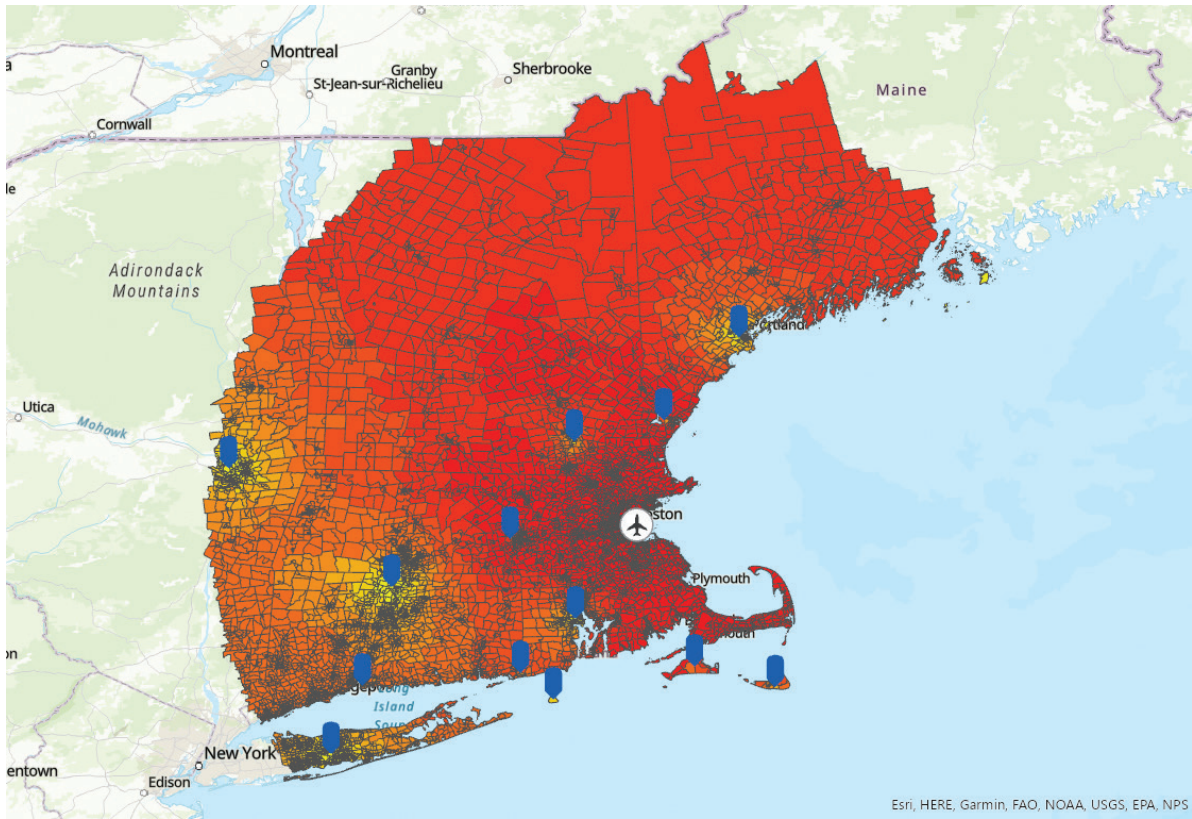 Montreal
Granby
Sherbrooke
St-Jean-sur-Richelieu
Maine
Cornwall
Adirondack
Mountains
Utica
Mohawk
Plymouth
Island
New York
Edison
Esri, HERE, Garmin, FAO, NOAA, USGS, EPA, NPS